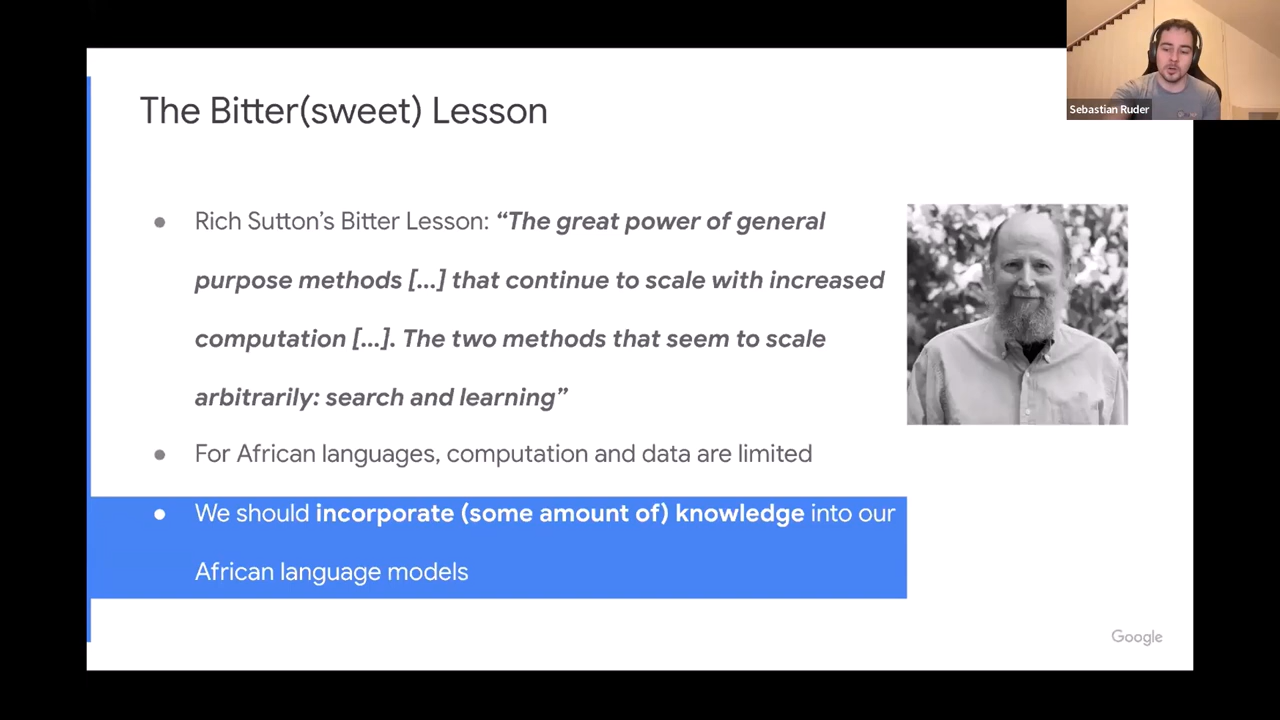 Sebastian Ruder
The Bitter(sweet) Lesson
● Rich Sutton’s Bitter Lesson: “The great power of general
purpose methods [...] that continue to scale with increased
computation [...]. The two methods that seem to scale
arbitrarily: search and learning”
● For African languages, computation and data are limited
● We should incorporate (some amount of) knowledge into our
African language models
Google